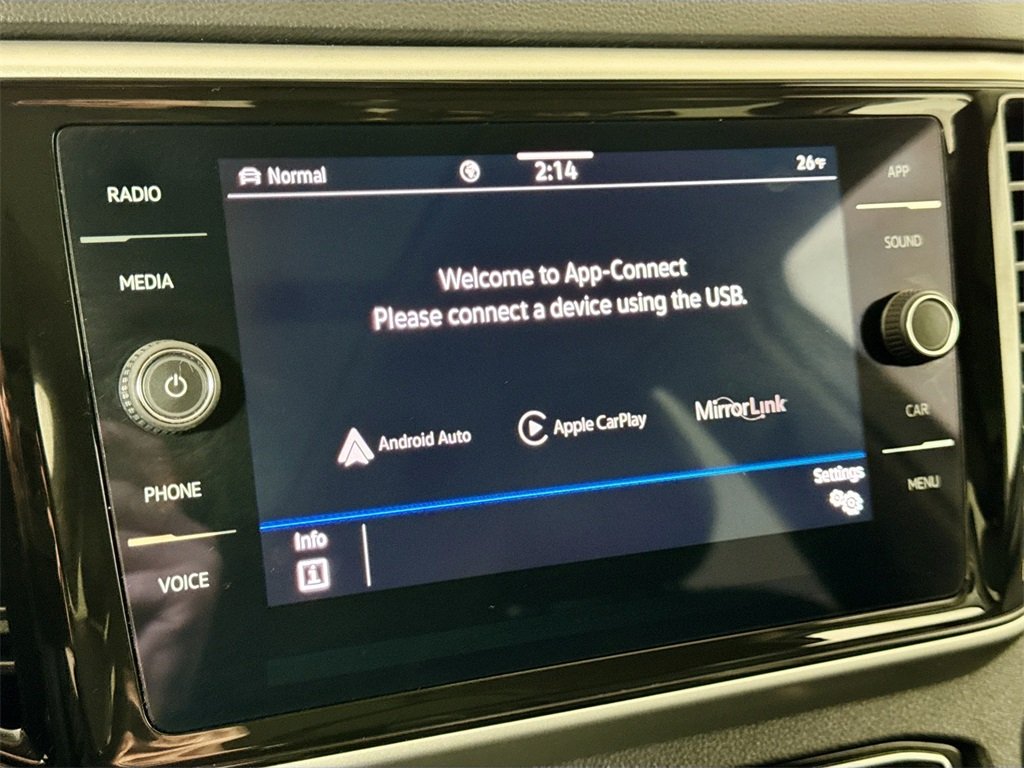 RADIO
MEDIA
PHONE
VOICE
Normal
2:14
26°F
Welcome to App-Connect
Please connect a device using the USB.
Android Auto
Apple CarPlay
MirrorLink
Info
i
Settings
APP
SOUND
CAR
MENU